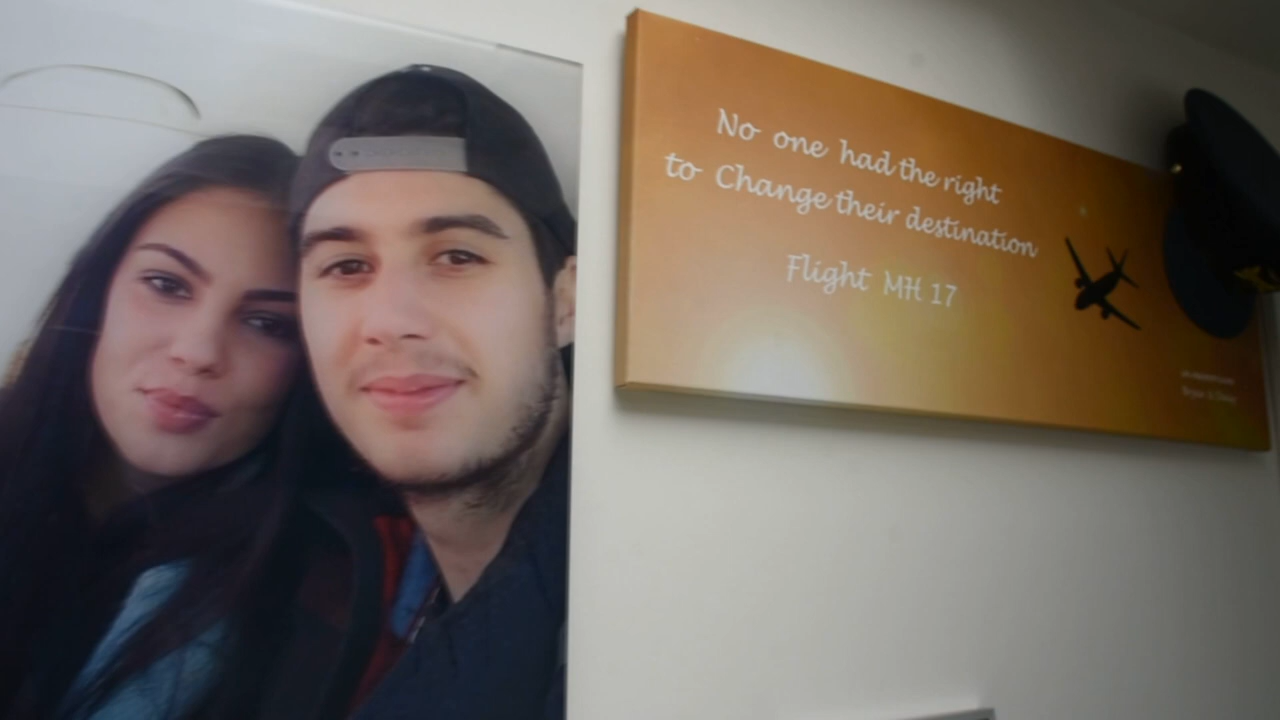 No one had the right
to Change their destination
Flight MH 17